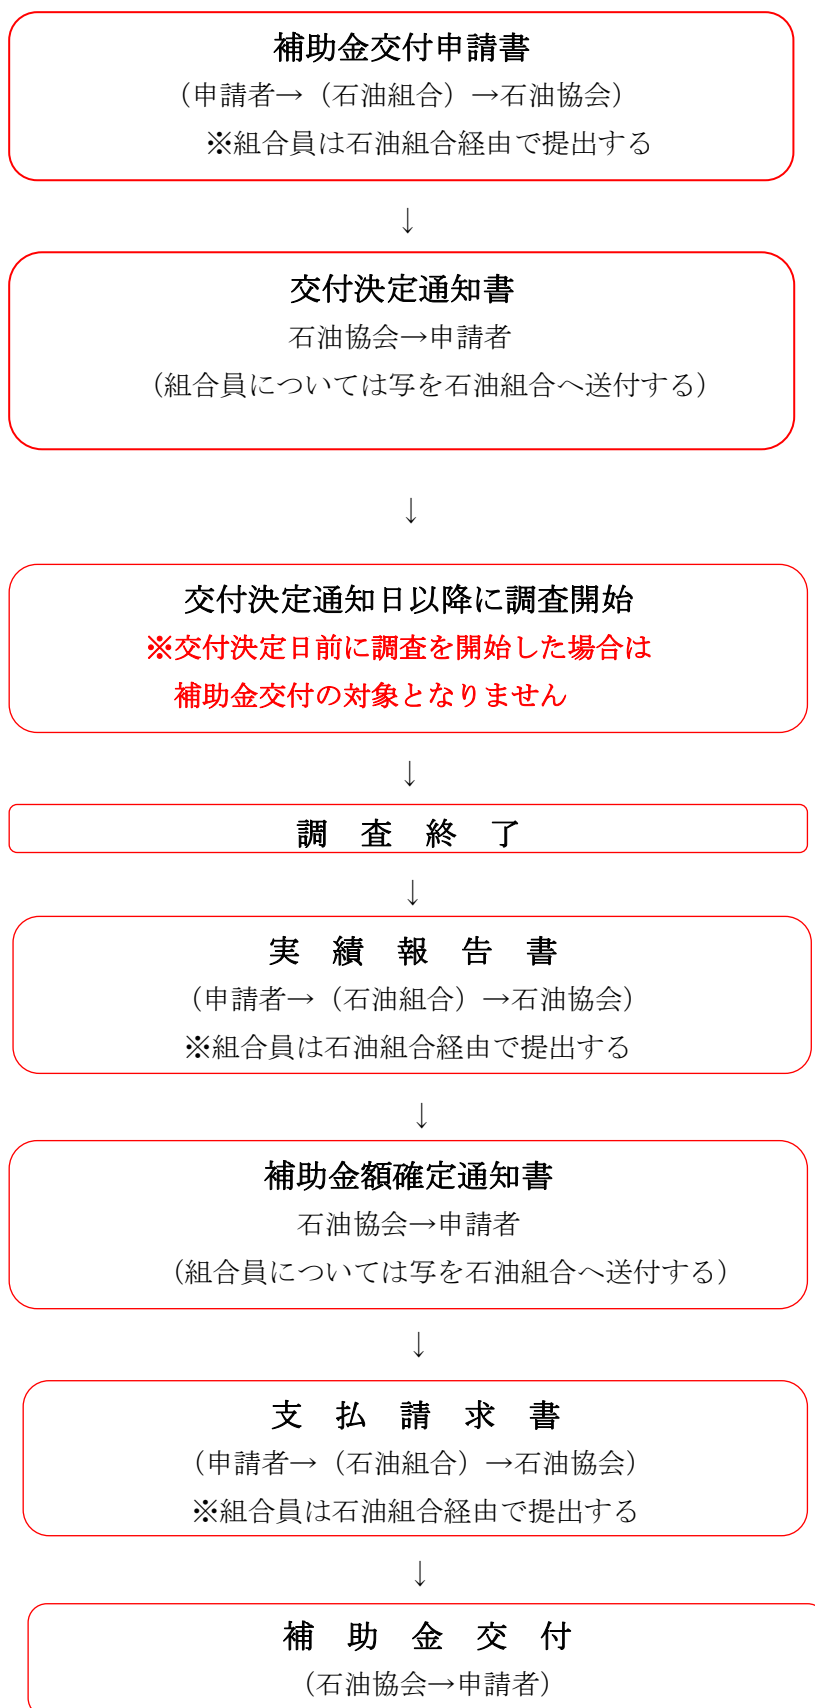 補助金交付申請書
（申請者→（石油組合）→石油協会）
※組合員は石油組合経由で提出する
↓
交付決定通知書
石油協会→申請者
（組合員については写を石油組合へ送付する）
↓
交付決定通知日以降に調査開始
※交付決定日前に調査を開始した場合は
補助金交付の対象となりません
↓
調　査　終　了
↓
実　績　報　告　書
（申請者→（石油組合）→石油協会）
※組合員は石油組合経由で提出する
↓
補助金額確定通知書
石油協会→申請者
（組合員については写を石油組合へ送付する）
↓
支　払　請　求　書
（申請者→（石油組合）→石油協会）
※組合員は石油組合経由で提出する
↓
補　助　金　交　付
（石油協会→申請者）